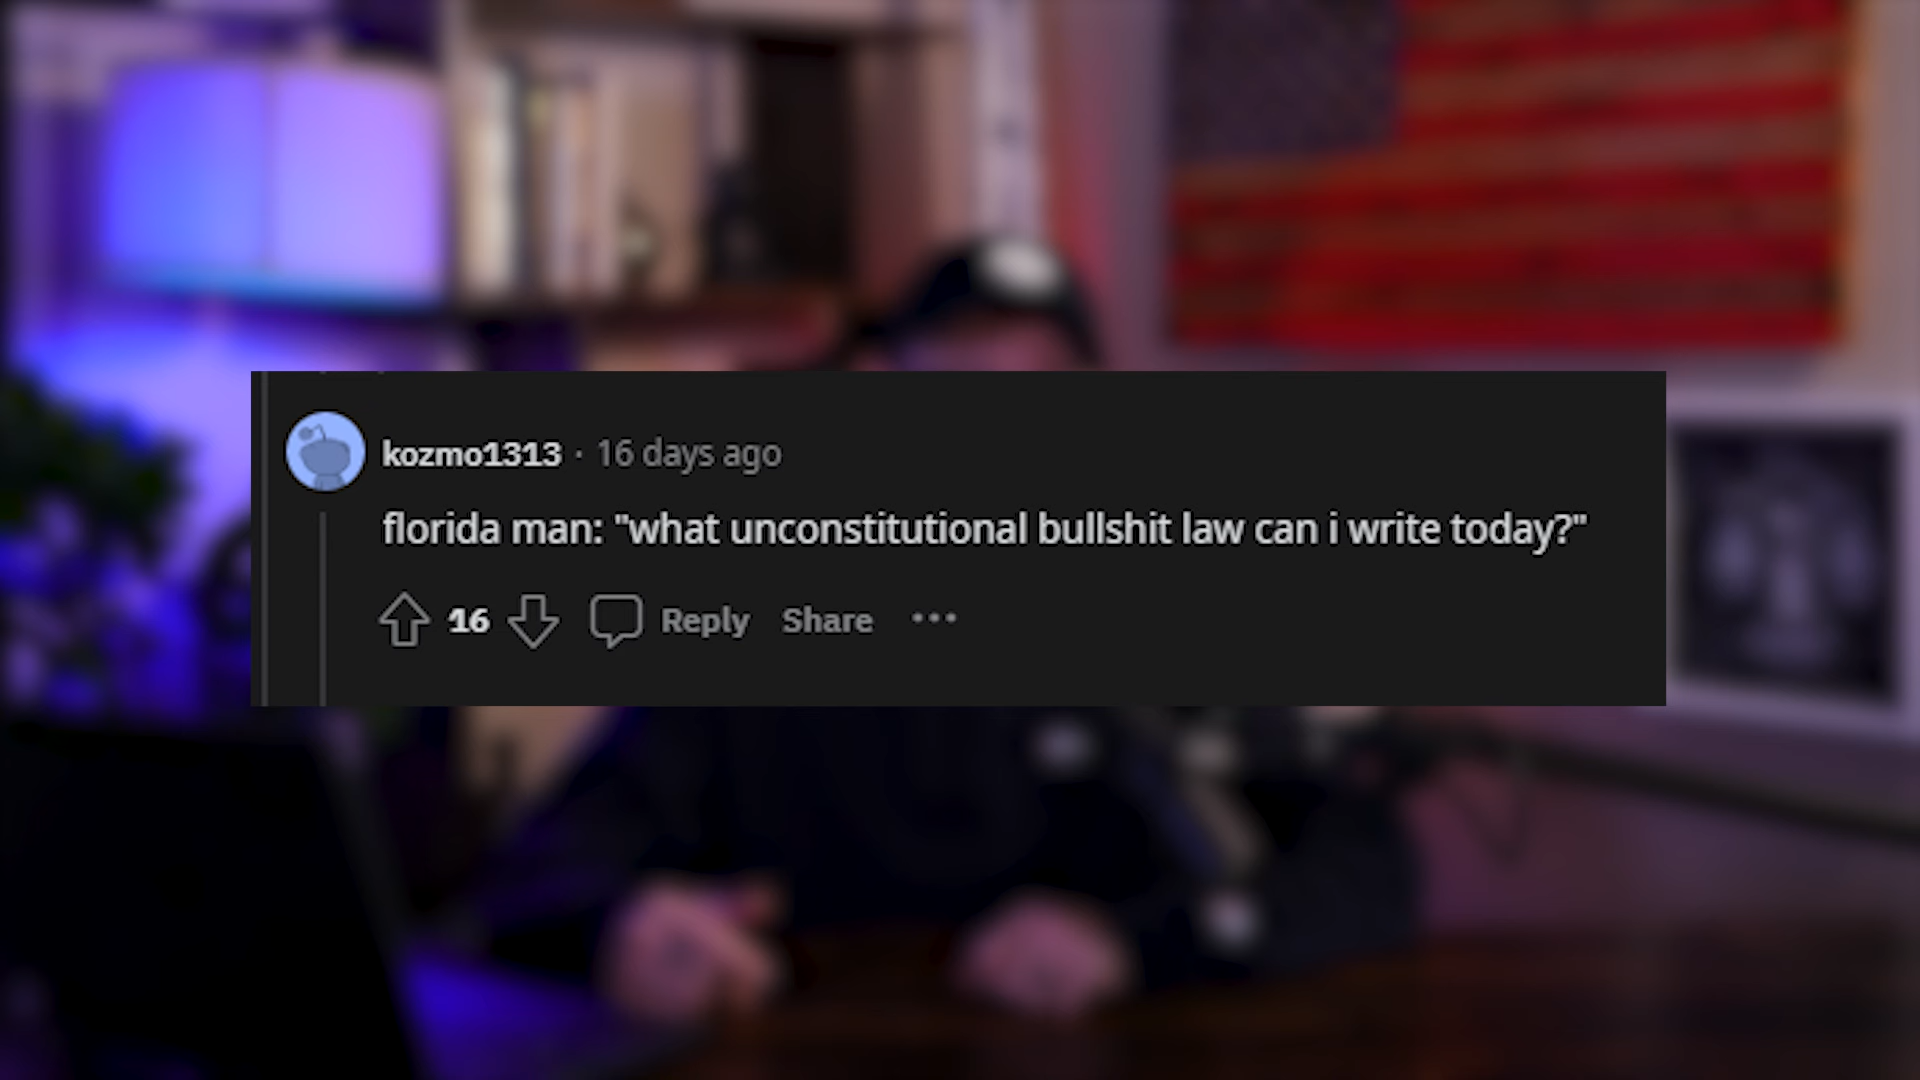 kozmo1313 · 16 days ago
florida man: "what unconstitutional bullshit law can i write today?"
16 Reply Share ...